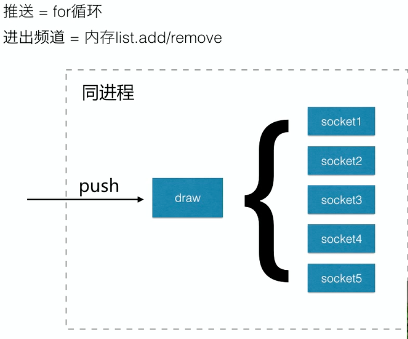 推送 = for循环
进出频道 = 内存list.add/remove
同进程
push
draw
socket1
socket2
socket3
socket4
socket5